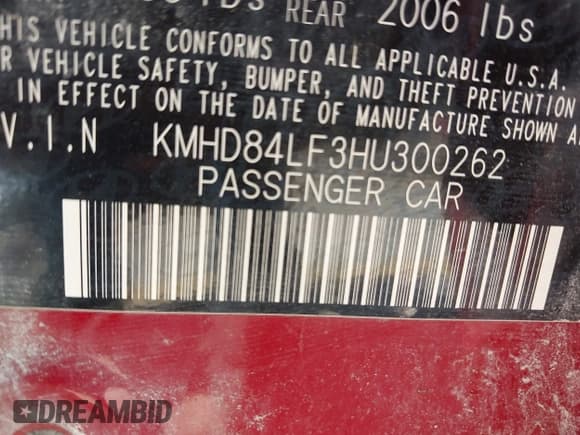 REAR 2006 lbs
THIS VEHICLE CONFORMS TO ALL APPLICABLE U.S.A.
R VEHICLE SAFETY, BUMPER, AND THEFT PREVENTION
IN EFFECT ON THE DATE OF MANUFACTURE SHOWN A
V.I.N KMHD84LF3HU300262
PASSENGER CAR
DREAMBID